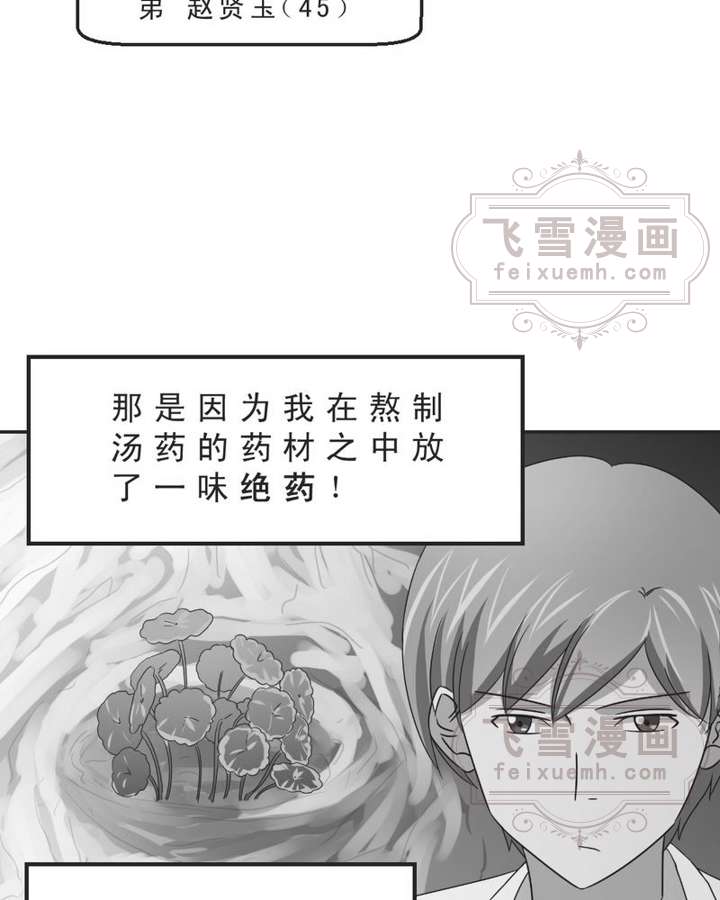 弟 赵贤玉（45）
飞雪漫画
feixuemh.com
那是因为我在熬制
汤药的药材之中放
了一味绝药！
飞雪漫画
feixuemh.com